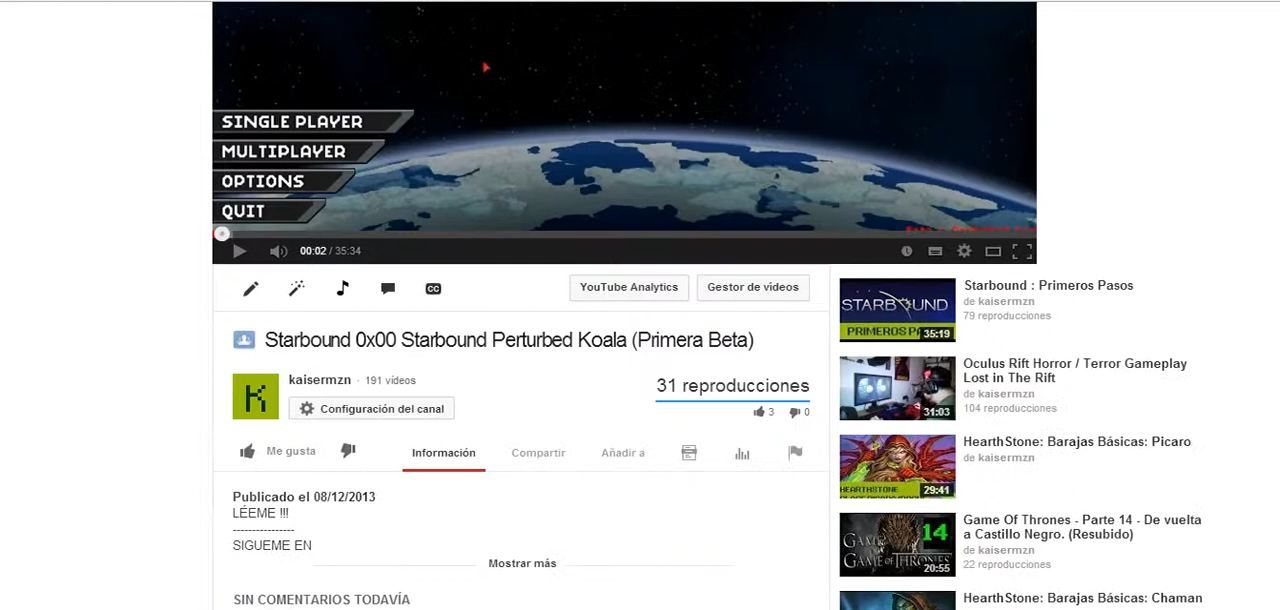 SINGLE PLAYER
MULTIPLAYER
OPTIONS
QUIT
00:02 / 35:34
YouTube Analytics
Gestor de vídeos
Starbound 0x00 Starbound Perturbed Koala (Primera Beta)
kaisermzn · 191 vídeos
Configuración del canal
31 reproducciones
3 0
Me gusta
Información
Compartir
Añadir a
Publicado el 08/12/2013
LÉEME !!!
----------------
SIGUEME EN
Mostrar más
SIN COMENTARIOS TODAVÍA
STARBOUND
PRIMEROS PA
35:19
Starbound : Primeros Pasos
de kaisermzn
79 reproducciones
31:03
Oculus Rift Horror / Terror Gameplay
Lost in The Rift
de kaisermzn
104 reproducciones
HEARTHSTONE
29:41
HearthStone: Barajas Básicas: Picaro
de kaisermzn
14
GAME OF THRONES
20:55
Game Of Thrones - Parte 14 - De vuelta
a Castillo Negro. (Resubido)
de kaisermzn
22 reproducciones
HearthStone: Barajas Básicas: Chaman